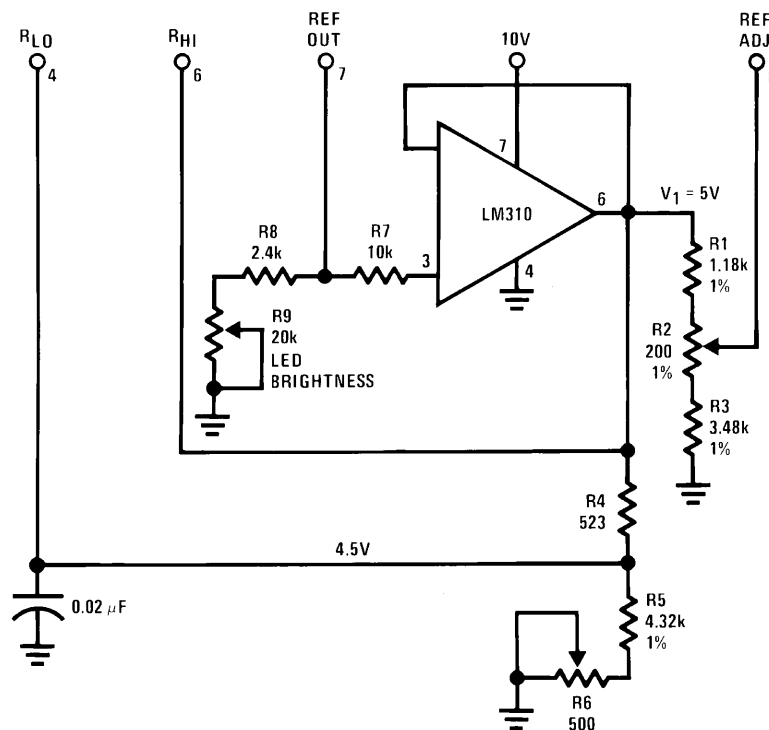 R_LO
4
R_HI
6
REF
OUT
7
10V
REF
ADJ
7
LM310
6
V1 = 5V
3
4
R8
2.4k
R7
10k
R9
20k
LED
BRIGHTNESS
R1
1.18k
1%
R2
200
1%
R3
3.48k
1%
R4
523
4.5V
0.02 μF
R5
4.32k
1%
R6
500